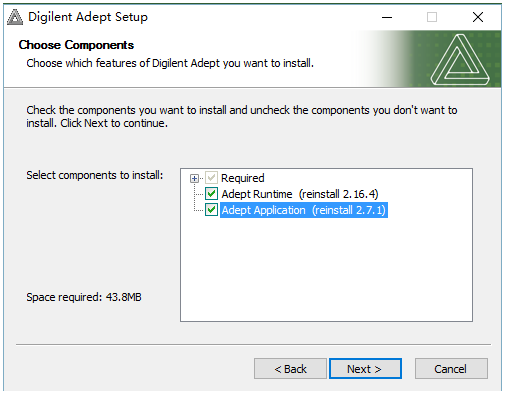 Digilent Adept Setup
Choose Components
Choose which features of Digilent Adept you want to install.
Check the components you want to install and uncheck the components you don't want to
install. Click Next to continue.
Select components to install:
Required
Adept Runtime (reinstall 2.16.4)
Adept Application (reinstall 2.7.1)
Space required: 43.8MB
< Back
Next >
Cancel